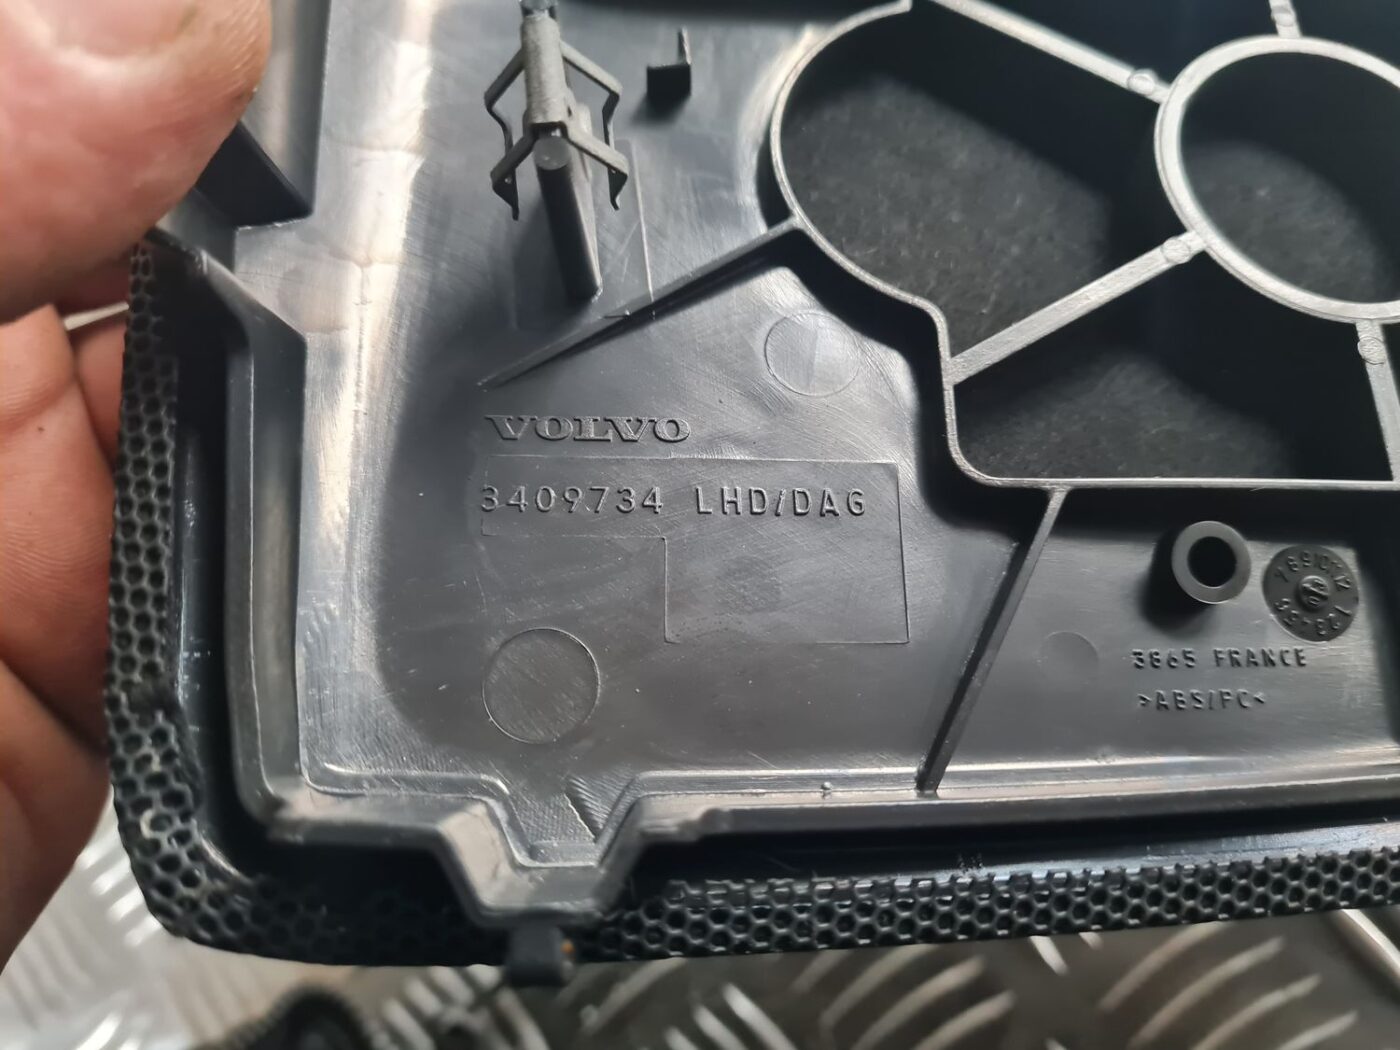 VOLVO
3409734 LHD/DAG
3865 FRANCE
>ABS/PC<